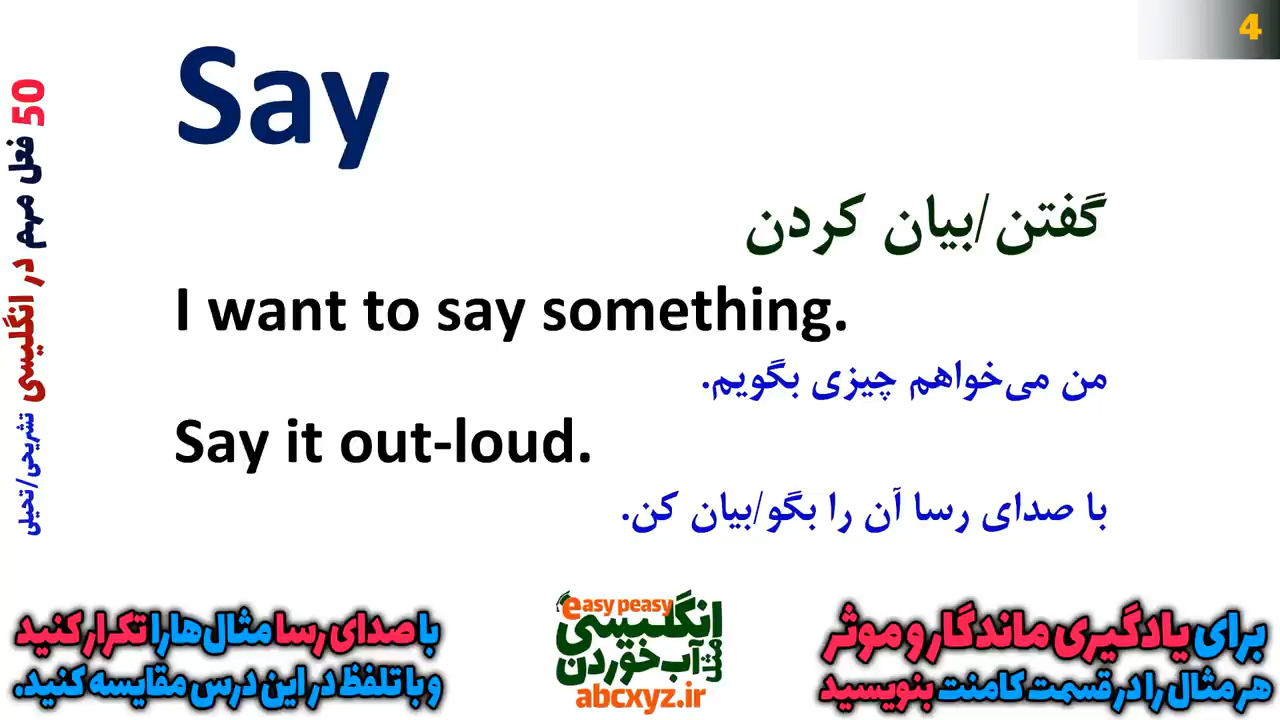 4
Say
گفتن/بیان کردن
I want to say something.
من می‌خواهم چیزی بگویم.
Say it out-loud.
با صدای رسا آن را بگو/بیان کن.
50 فعل مهم در انگلیسی تشریحی/تحیلی
برای یادگیری ماندگار و موثر
هر مثال را در قسمت کامنت بنویسید
easy peasy
انگلیسی
مثل آب خوردن
abcxyz.ir
با صدای رسا مثال‌ها را تکرار کنید
و با تلفظ در این درس مقایسه کنید.